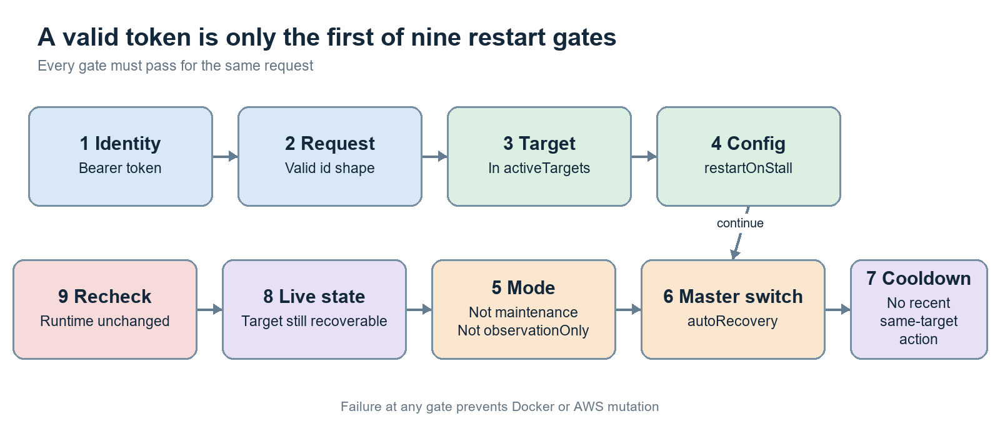 A valid token is only the first of nine restart gates
Every gate must pass for the same request
1 Identity
Bearer token
2 Request
Valid id shape
3 Target
In activeTargets
4 Config
restartOnStall
continue
9 Recheck
Runtime unchanged
8 Live state
Target still recoverable
5 Mode
Not maintenance
Not observationOnly
6 Master switch
autoRecovery
7 Cooldown
No recent
same-target
action
Failure at any gate prevents Docker or AWS mutation